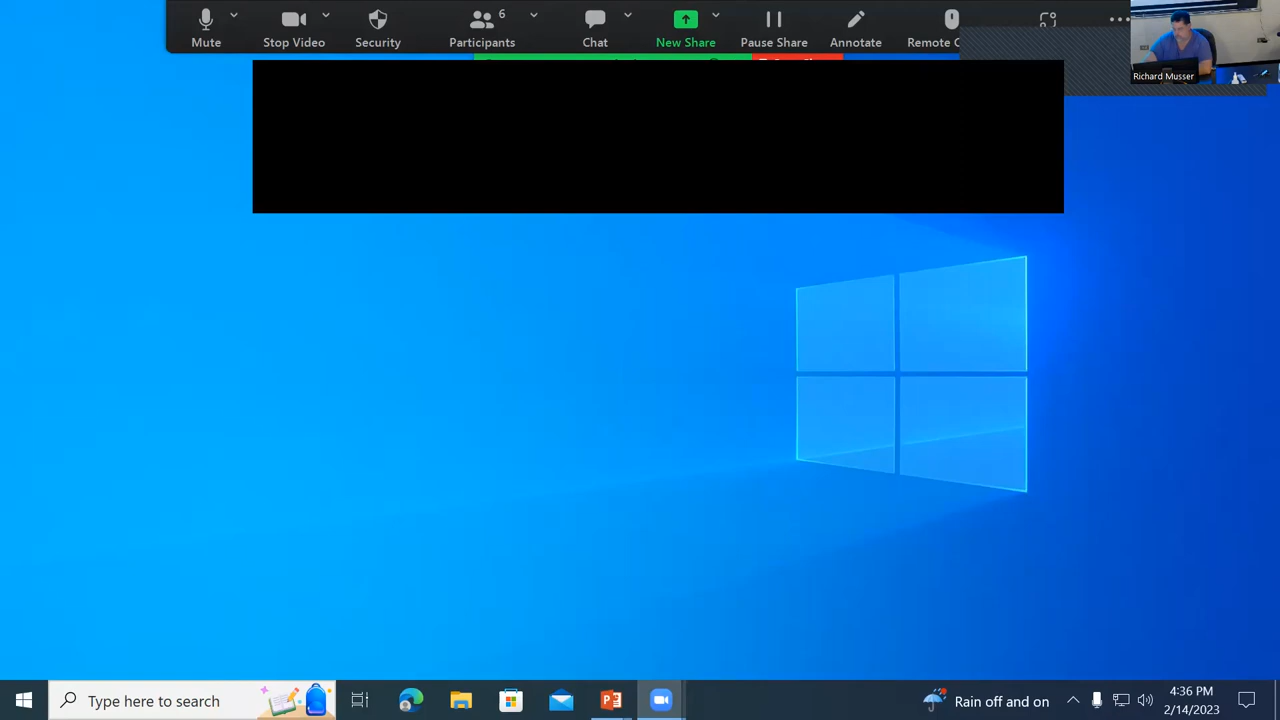 6
Mute
Stop Video
Security
Participants
Chat
New Share
Pause Share
Annotate
Remote
Richard Musser
Type here to search
Rain off and on
4:36 PM
2/14/2023